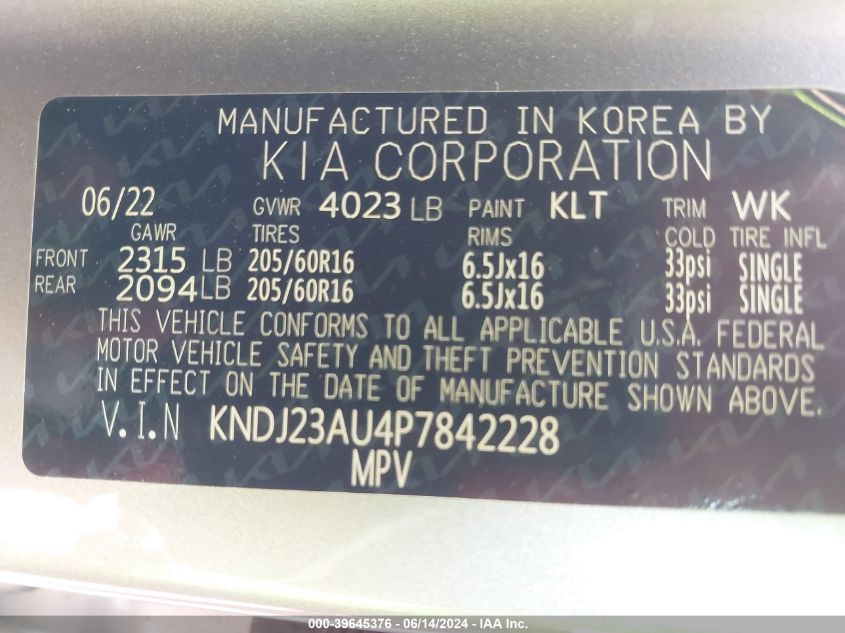 MANUFACTURED IN KOREA BY
KIA CORPORATION
06/22 GVWR 4023 LB PAINT KLT TRIM WK
GAWR TIRES RIMS COLD TIRE INFL
FRONT 2315 LB 205/60R16 6.5Jx16 33psi SINGLE
REAR 2094 LB 205/60R16 6.5Jx16 33psi SINGLE
THIS VEHICLE CONFORMS TO ALL APPLICABLE U.S.A. FEDERAL
MOTOR VEHICLE SAFETY AND THEFT PREVENTION STANDARDS
IN EFFECT ON THE DATE OF MANUFACTURE SHOWN ABOVE.
V.I.N KNDJ23AU4P7842228
MPV
000-39645376 - 06/14/2024 - IAA Inc.